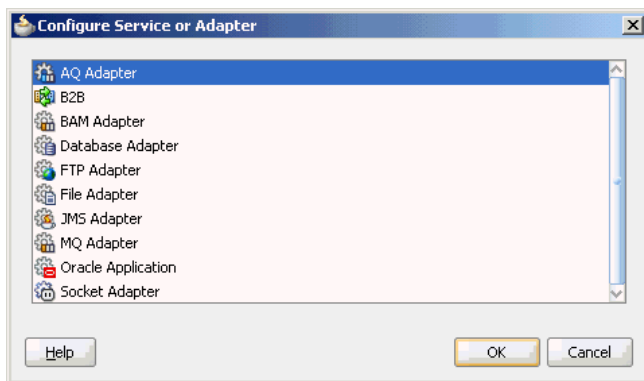 Configure Service or Adapter
AQ Adapter
B2B
BAM Adapter
Database Adapter
FTP Adapter
File Adapter
JMS Adapter
MQ Adapter
Oracle Application
Socket Adapter
Help
OK
Cancel